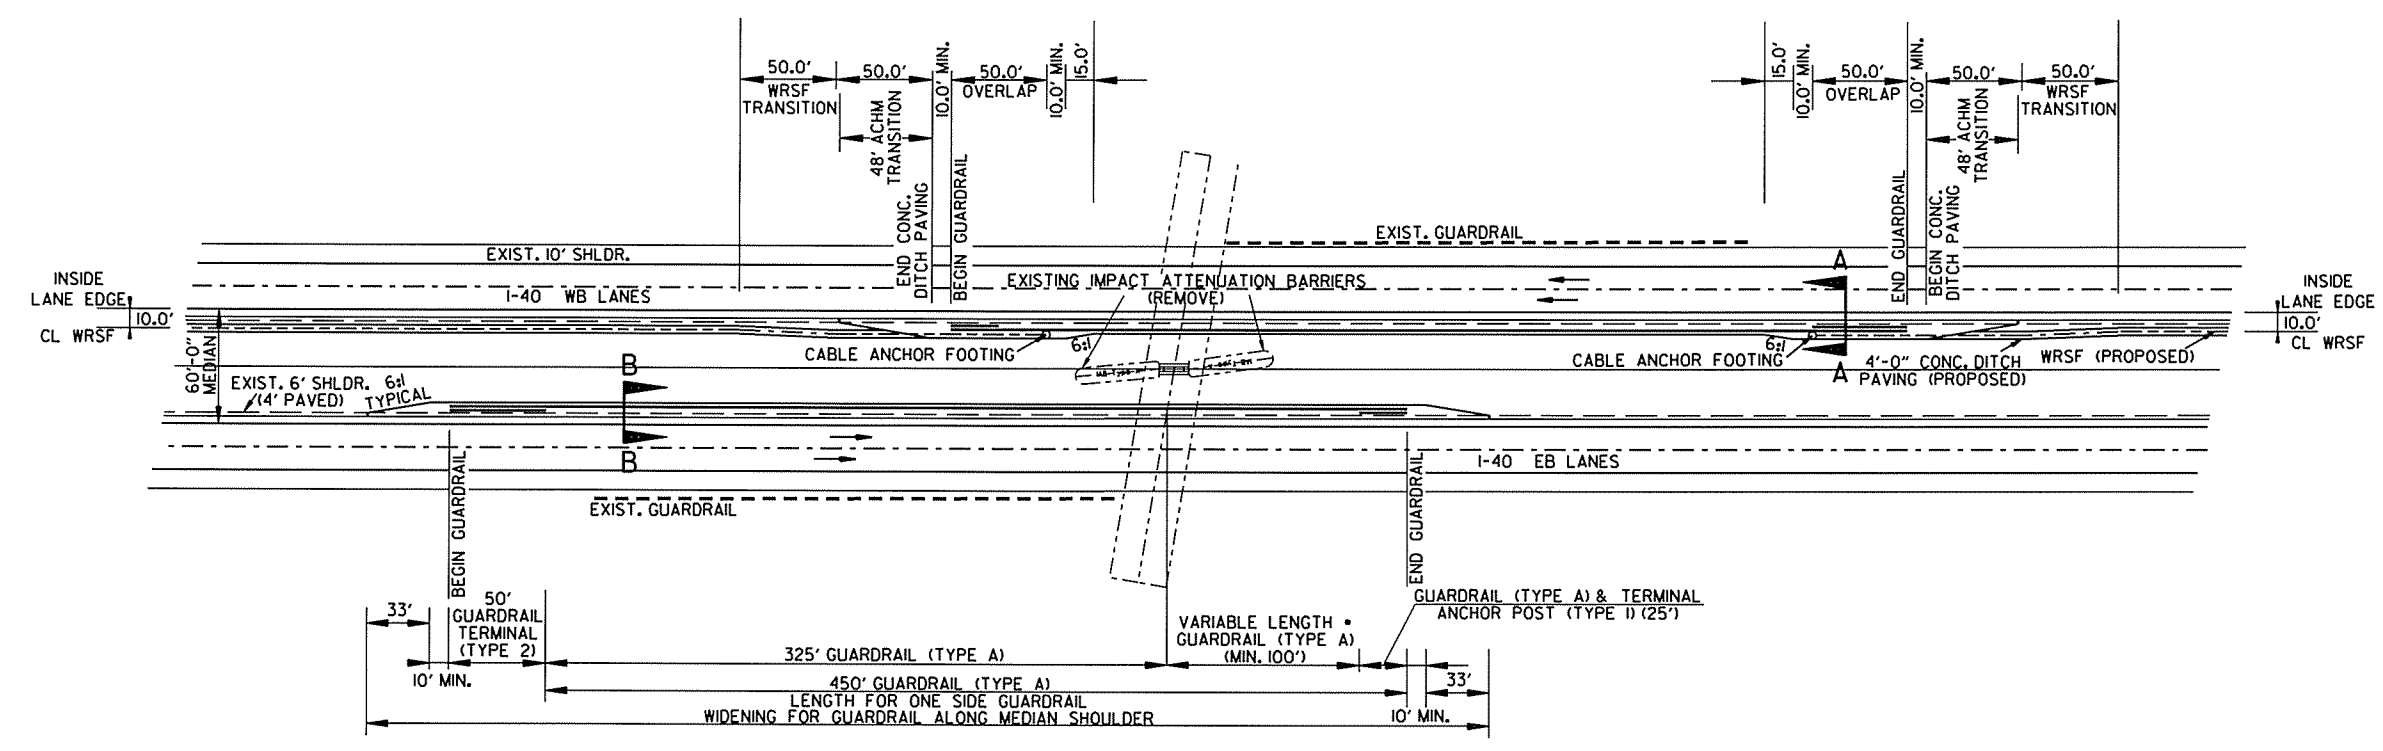 50.0'
WRSF
TRANSITION
50.0'
48' ACHM
TRANSITION
10.0' MIN.
50.0'
OVERLAP
10.0' MIN.
15.0'
15.0'
10.0' MIN.
50.0'
OVERLAP
10.0' MIN.
50.0'
48' ACHM
TRANSITION
50.0'
WRSF
TRANSITION
END CONC.
DITCH PAVING
BEGIN GUARDRAIL
END GUARDRAIL
BEGIN CONC.
DITCH PAVING
EXIST. GUARDRAIL
EXIST. 10' SHLDR.
INSIDE
LANE EDGE
10.0'
CL WRSF
I-40 WB LANES
EXISTING IMPACT ATTENUATION BARRIERS
(REMOVE)
A
INSIDE
LANE EDGE
10.0'
CL WRSF
60'-0"
MEDIAN
CABLE ANCHOR FOOTING
6:1
CABLE ANCHOR FOOTING
6:1
A
4'-0" CONC. DITCH
PAVING (PROPOSED)
WRSF (PROPOSED)
B
EXIST. 6' SHLDR.
(4' PAVED)
6:1
TYPICAL
B
I-40 EB LANES
EXIST. GUARDRAIL
BEGIN GUARDRAIL
END GUARDRAIL
33'
10' MIN.
50'
GUARDRAIL
TERMINAL
(TYPE 2)
325' GUARDRAIL (TYPE A)
VARIABLE LENGTH •
GUARDRAIL (TYPE A)
(MIN. 100')
GUARDRAIL (TYPE A) & TERMINAL
ANCHOR POST (TYPE 1) (25')
450' GUARDRAIL (TYPE A)
LENGTH FOR ONE SIDE GUARDRAIL
33'
10' MIN.
WIDENING FOR GUARDRAIL ALONG MEDIAN SHOULDER